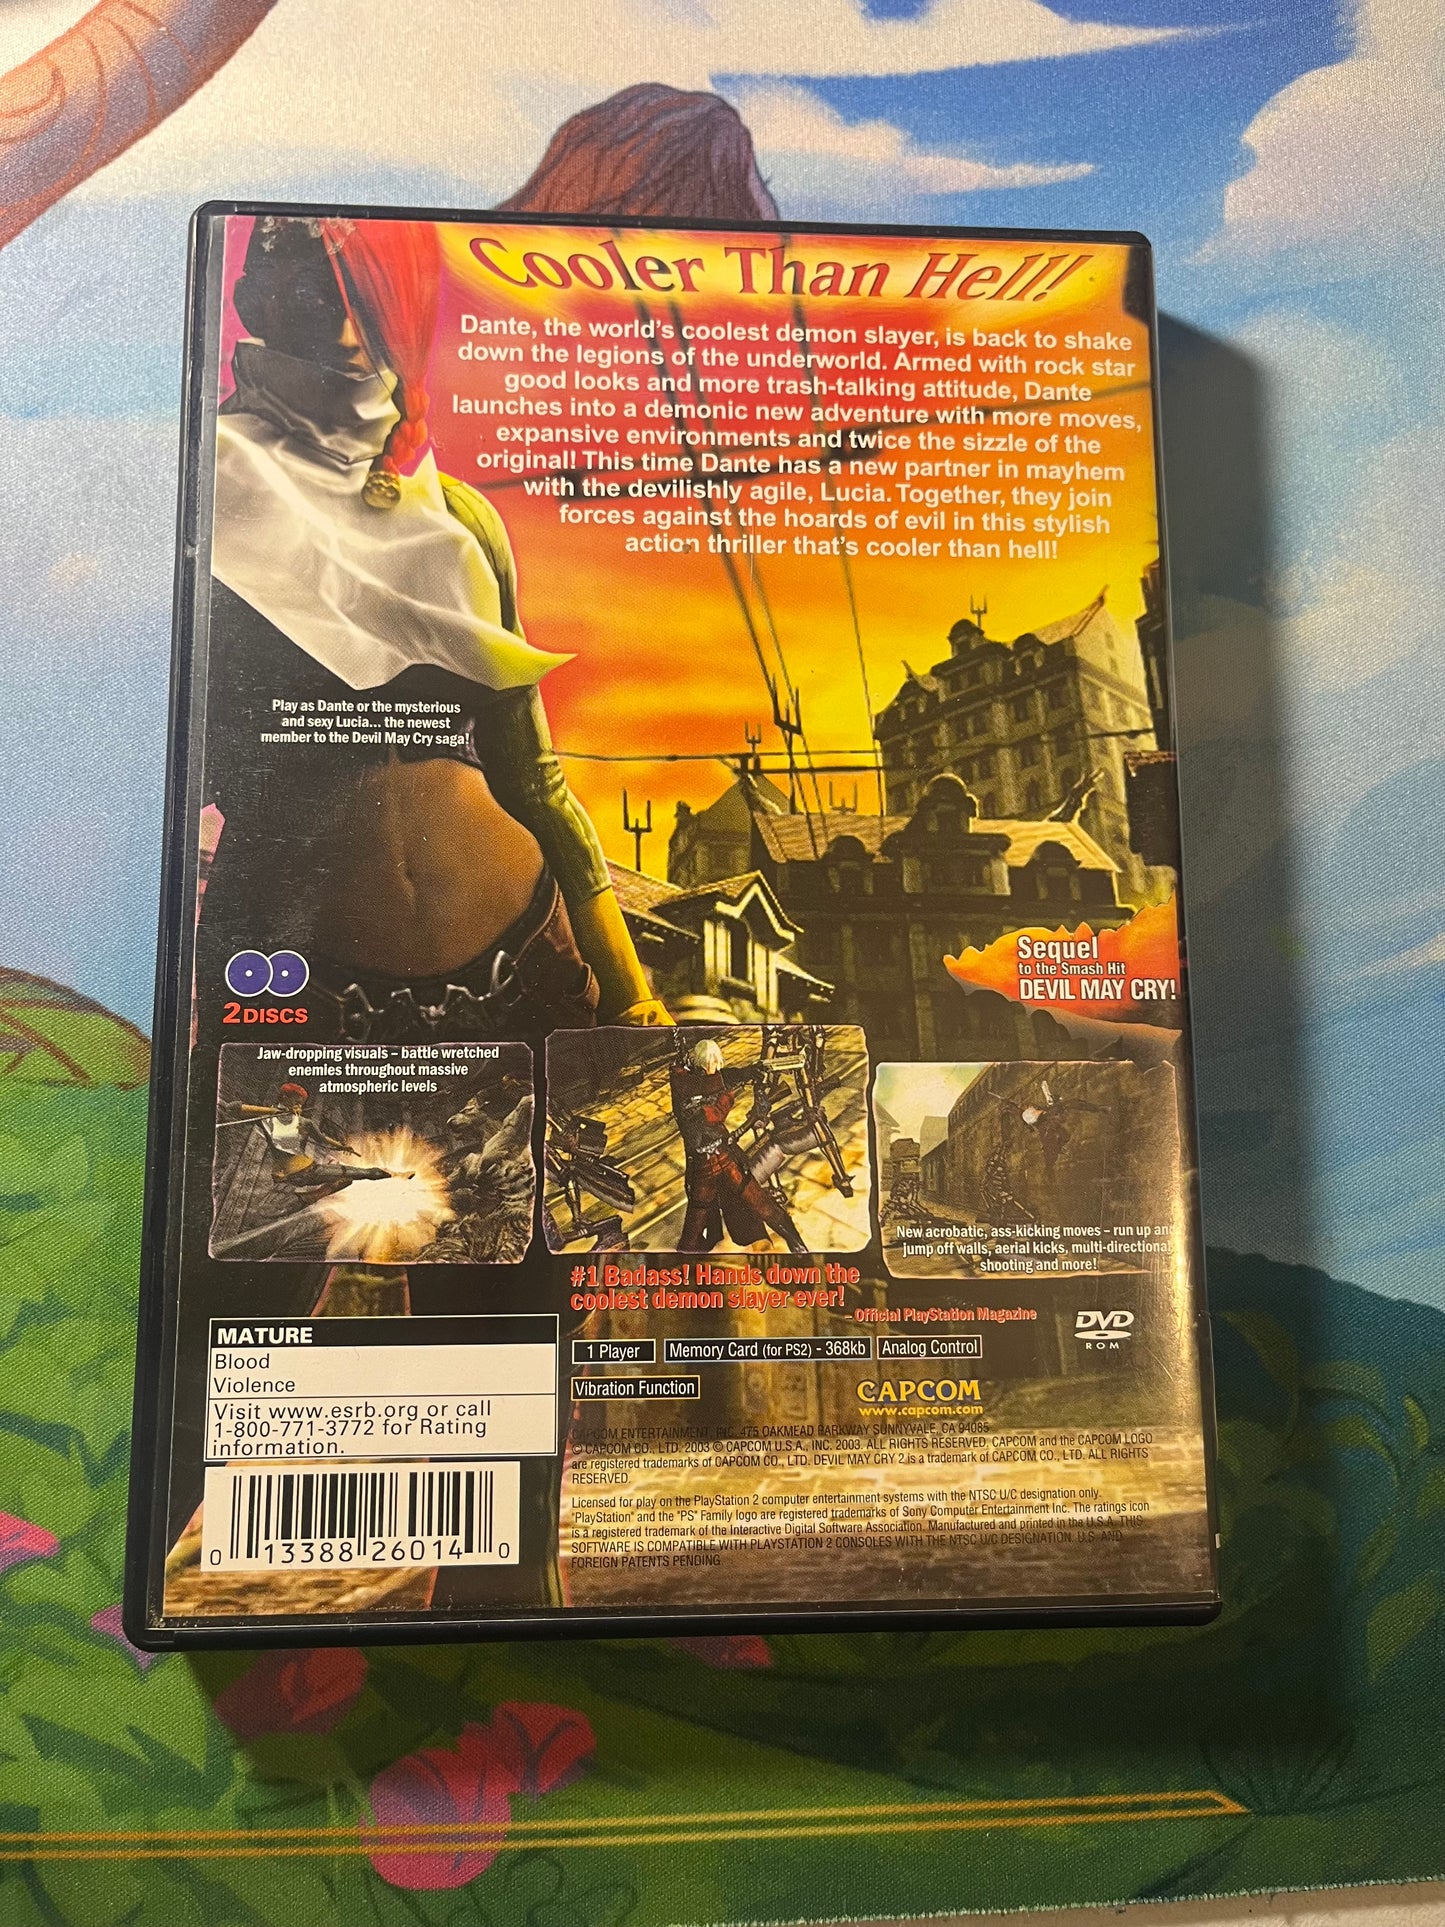 Cooler Than Hell!
Dante, the world's coolest demon slayer, is back to shake
down the legions of the underworld. Armed with rock star
good looks and more trash-talking attitude, Dante
launches into a demonic new adventure with more moves,
expansive environments and twice the sizzle of the
original! This time Dante has a new partner in mayhem
with the devilishly agile, Lucia. Together, they join
forces against the hoards of evil in this stylish
action thriller that's cooler than hell!
Play as Dante or the mysterious
and sexy Lucia... the newest
member to the Devil May Cry saga!
Sequel
to the Smash Hit
DEVIL MAY CRY!
2 DISCS
Jaw-dropping visuals – battle wretched
enemies throughout massive
atmospheric levels
New acrobatic, ass-kicking moves – run up and
jump off walls, aerial kicks, multi-directional
shooting and more!
#1 Badass! Hands down the
coolest demon slayer ever!
– Official PlayStation Magazine
DVD
ROM
MATURE
Blood
Violence
Visit www.esrb.org or call
1-800-771-3772 for Rating
information.
1 Player
Memory Card (for PS2) - 368kb
Analog Control
Vibration Function
CAPCOM
www.capcom.com
CAPCOM ENTERTAINMENT, INC. 475 OAKMEAD PARKWAY SUNNYVALE, CA 94085
© CAPCOM CO., LTD. 2003 © CAPCOM U.S.A., INC. 2003. ALL RIGHTS RESERVED. CAPCOM and the CAPCOM LOGO
are registered trademarks of CAPCOM CO., LTD. DEVIL MAY CRY 2 is a trademark of CAPCOM CO., LTD. ALL RIGHTS
RESERVED.
Licensed for play on the PlayStation 2 computer entertainment systems with the NTSC U/C designation only.
"PlayStation" and the "PS" Family logo are registered trademarks of Sony Computer Entertainment Inc. The ratings icon
is a registered trademark of the Interactive Digital Software Association. Manufactured and printed in the U.S.A. THIS
SOFTWARE IS COMPATIBLE WITH PLAYSTATION 2 CONSOLES WITH THE NTSC U/C DESIGNATION. U.S. AND
FOREIGN PATENTS PENDING.
0 13388 26014 0